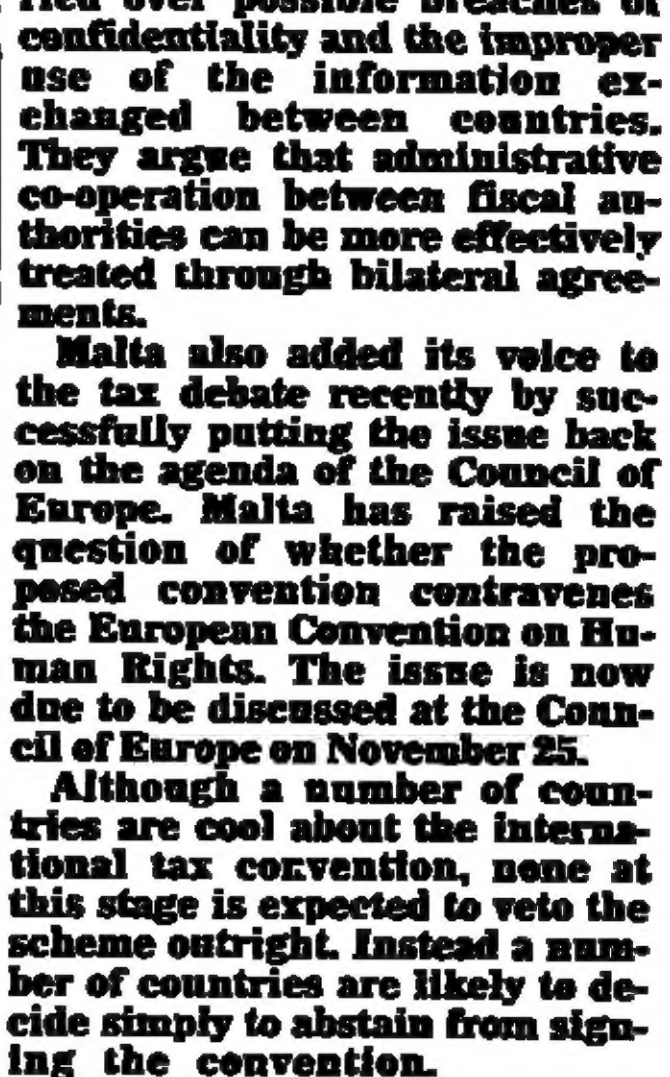 ried over possible breaches of
confidentiality and the improper
use of the information ex-
changed between countries.
They argue that administrative
co-operation between fiscal au-
thorities can be more effectively
treated through bilateral agree-
ments.
Malta also added its voice to
the tax debate recently by suc-
cessfully putting the issue back
on the agenda of the Council of
Europe. Malta has raised the
question of whether the pro-
posed convention contravenes
the European Convention on Hu-
man Rights. The issue is now
due to be discussed at the Coun-
cil of Europe on November 25.
Although a number of coun-
tries are cool about the interna-
tional tax convention, none at
this stage is expected to veto the
scheme outright. Instead a num-
ber of countries are likely to de-
cide simply to abstain from sign-
ing the convention.